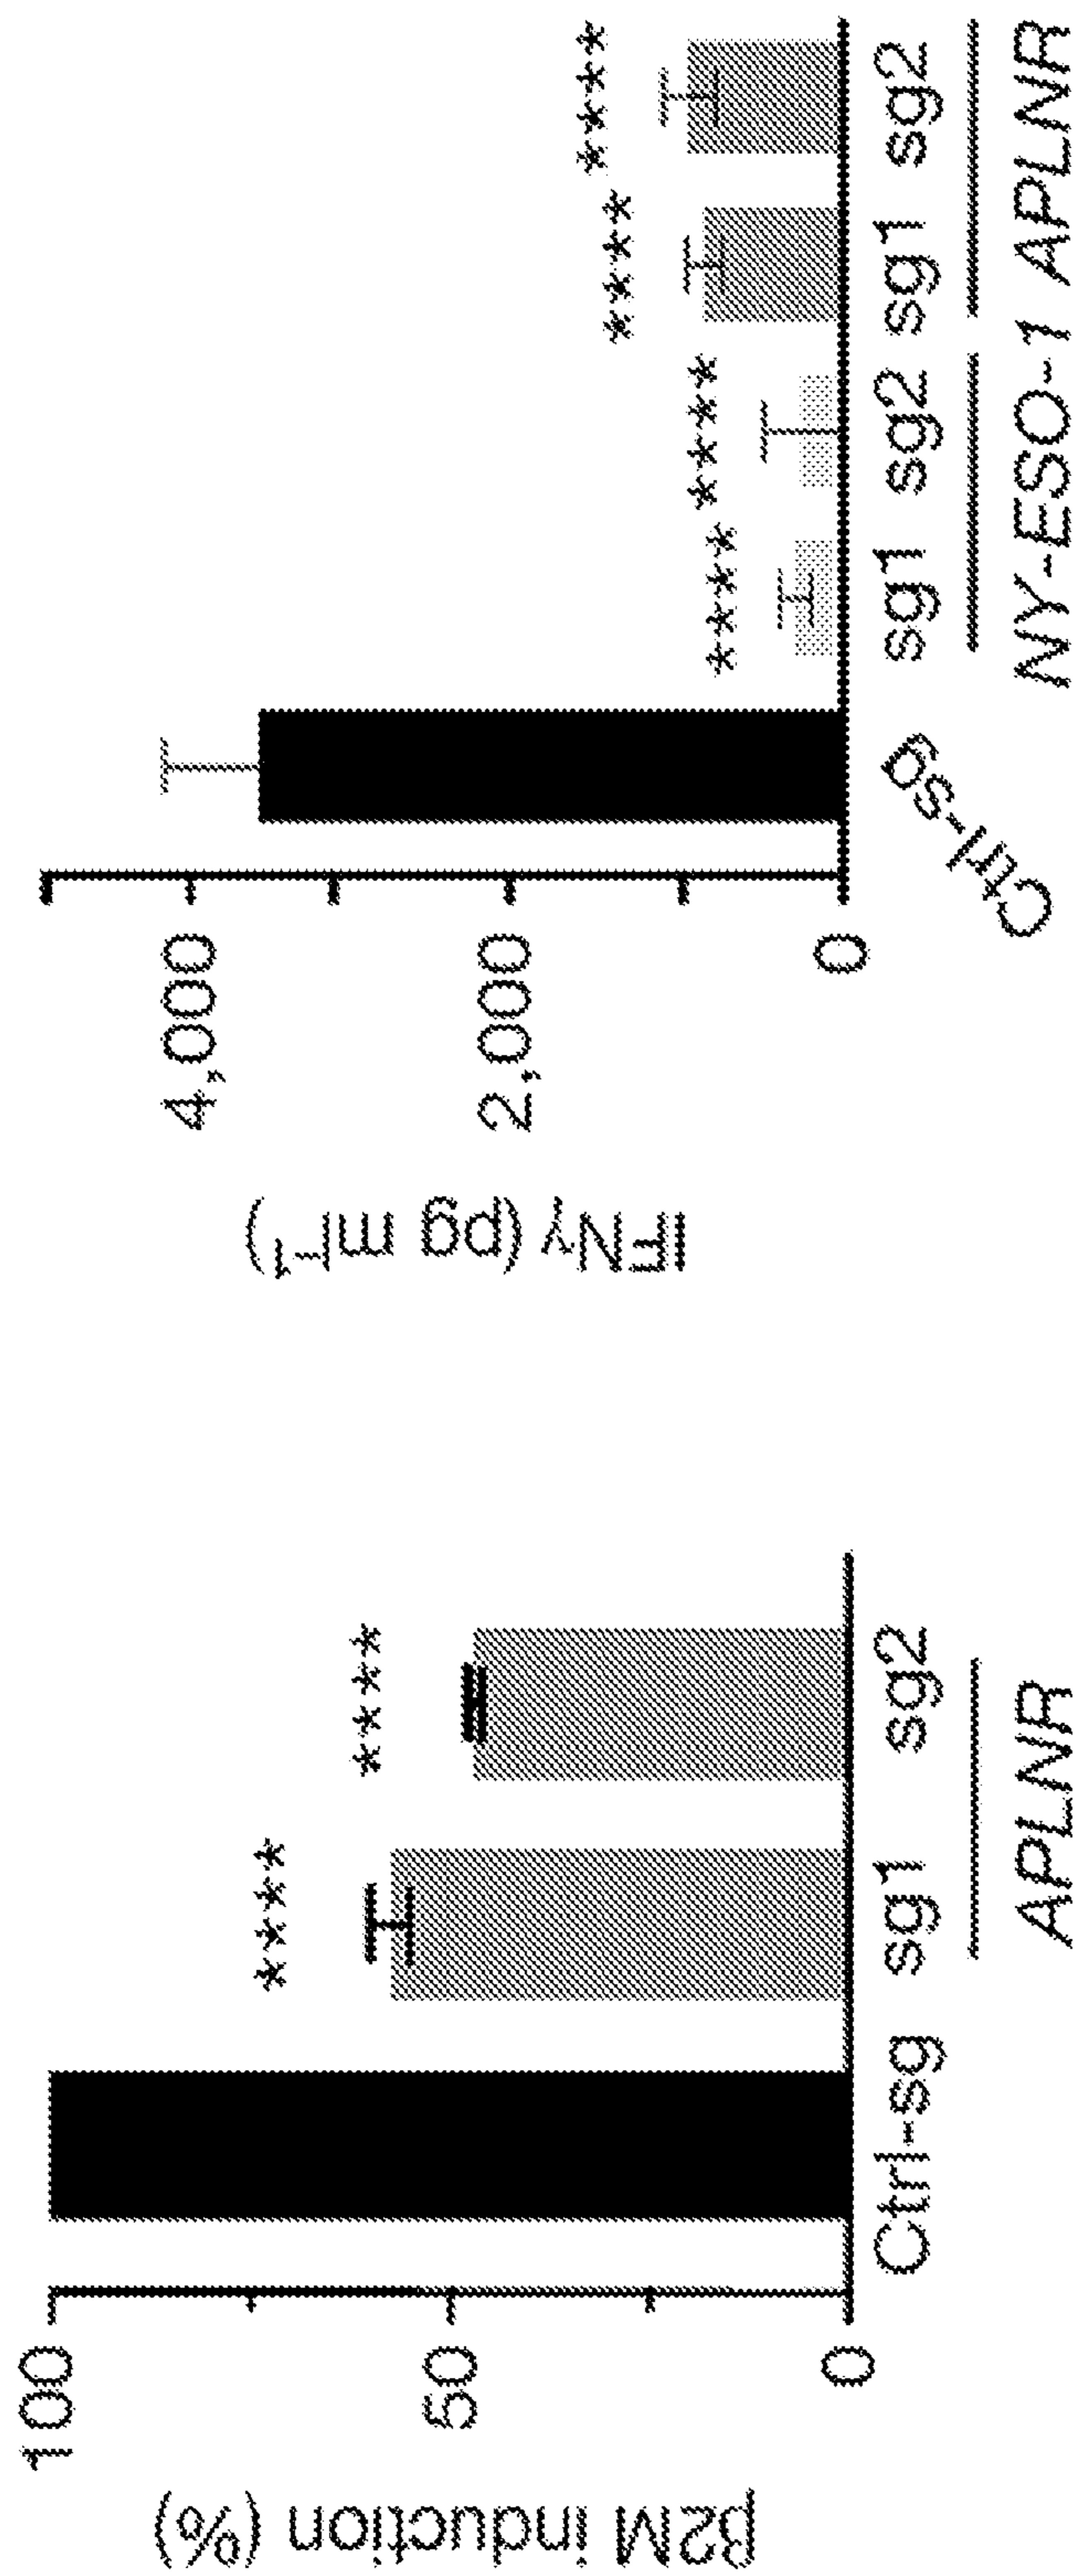 β2M induction (%)
100
50
0
****
****
Ctrl-sg sg1 sg2
APLNR
IFNγ (pg ml⁻¹)
4,000
2,000
0
****
****
****
****
Ctrl-sg sg1 sg2 sg1 sg2
NY-ESO-1 APLNR